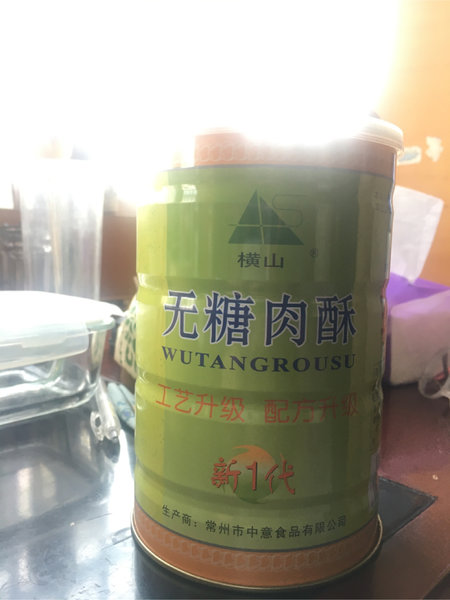 横山 ®
无糖肉酥
WUTANGROUSU
工艺升级 配方升级
新1代
生产商：常州市中意食品有限公司